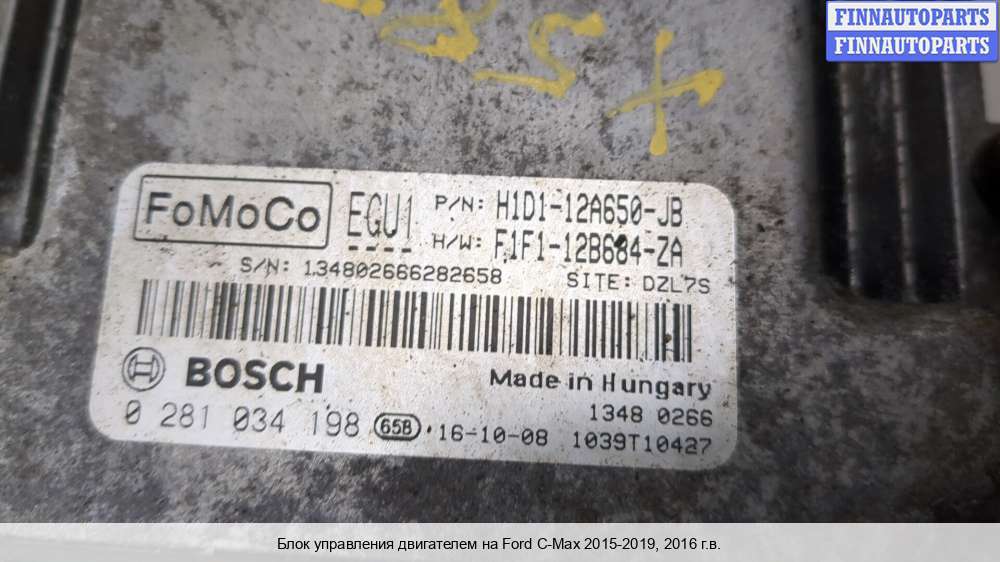 FINNAUTOPARTS
FINNAUTOPARTS
FoMoCo
EGU1
P/N: H1D1-12A650-JB
H/W: F1F1-12B684-ZA
S/N: 134802666282658 SITE: DZL7S
BOSCH
Made in Hungary
1348 0266
0 281 034 198 65B 16-10-08 1039T10427
Блок управления двигателем на Ford C-Max 2015-2019, 2016 г.в.